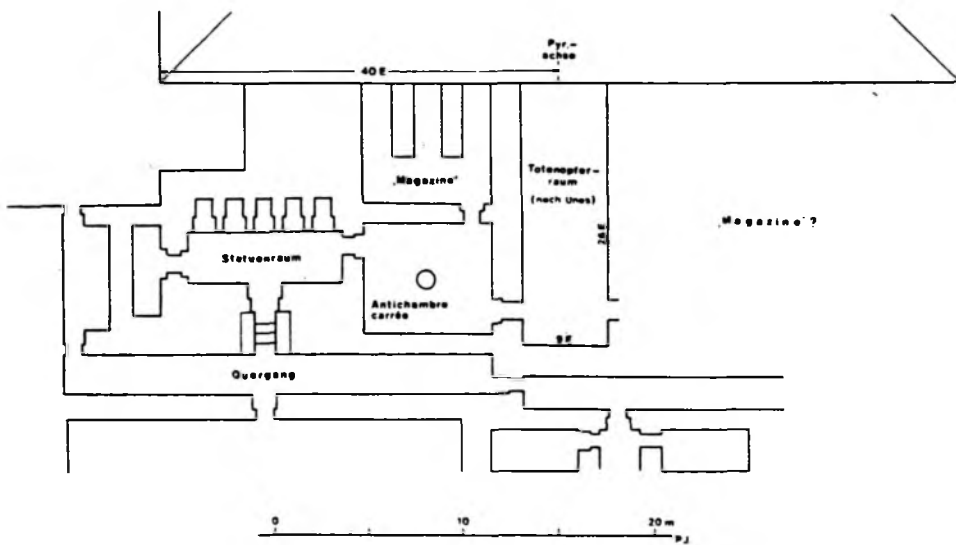 Pyr.-
achse
40 E
„Magazine"
Totenopfer-
raum
(nach Unas)
26 E
„Magazine"?
Statuenraum
Antichambre
carrée
9 E
Quergang
0
10
20 m
P.J.